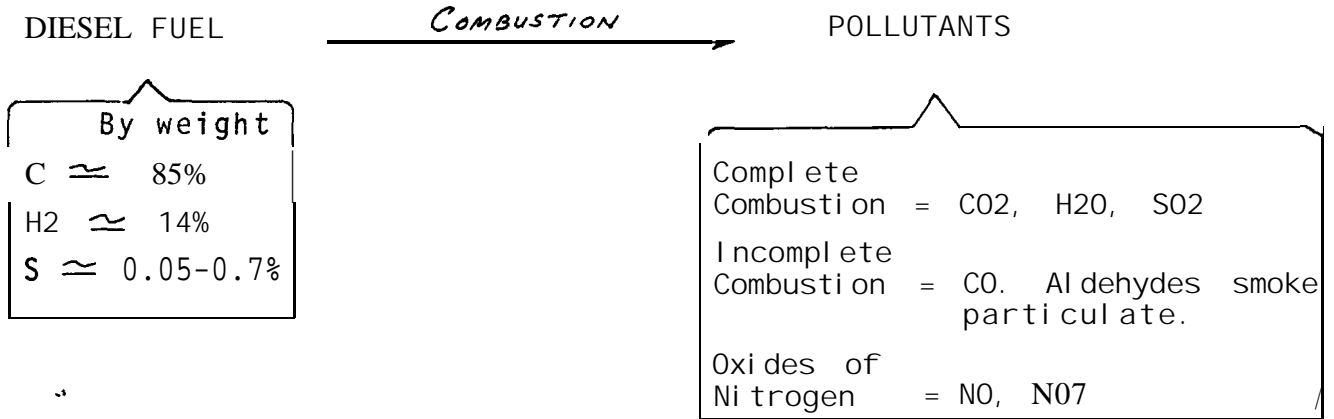 DIESEL FUEL
COMBUSTION
POLLUTANTS
By weight
C ≃ 85%
H2 ≃ 14%
S ≃ 0.05-0.7%
Complete
Combustion = CO2, H2O, SO2
Incomplete
Combustion = CO. Aldehydes smoke
particulate.
Oxides of
Nitrogen = NO, N07